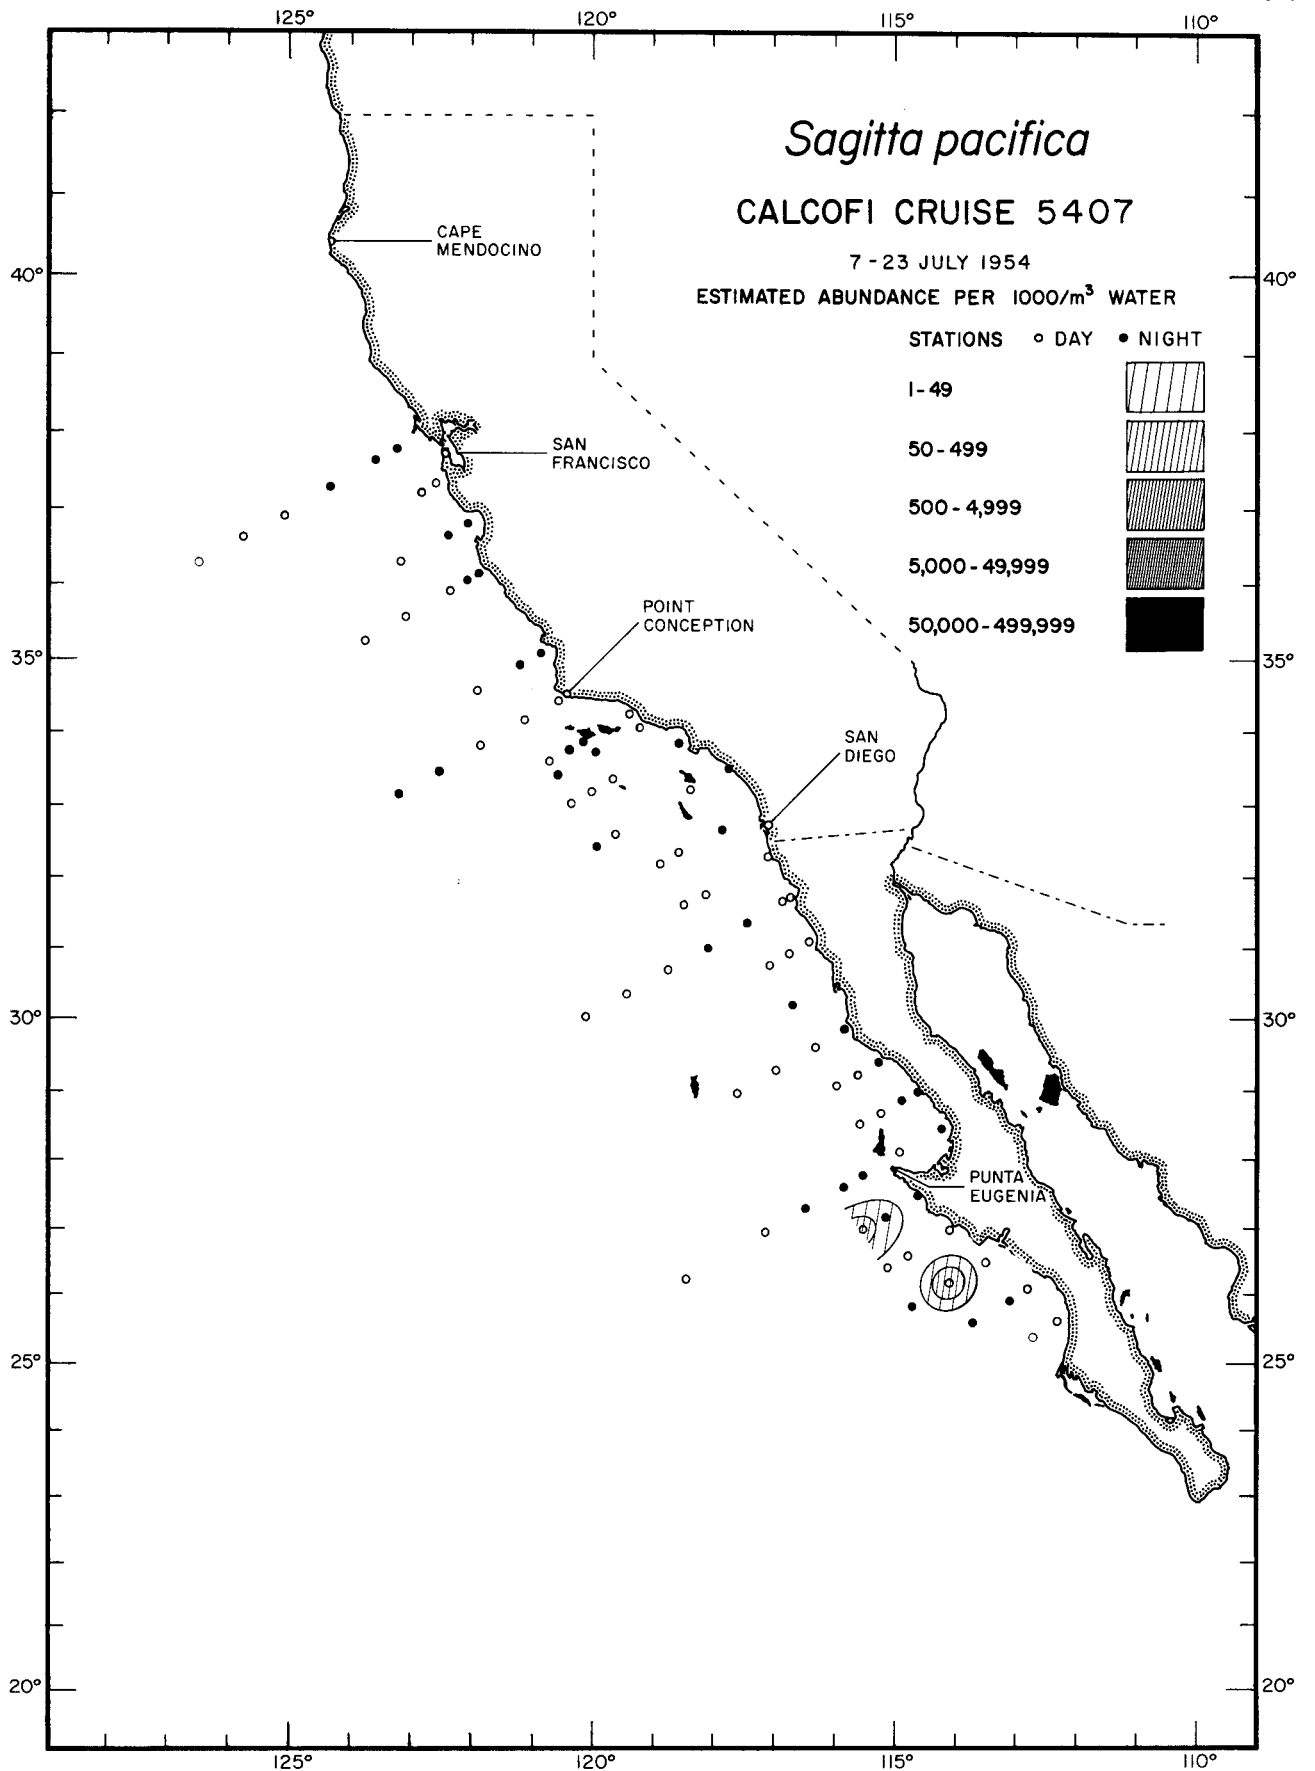 125° 120° 115° 110°
Sagitta pacifica
CALCOFI CRUISE 5407
7-23 JULY 1954
ESTIMATED ABUNDANCE PER 1000/m³ WATER
STATIONS ○ DAY ● NIGHT
1-49
50-499
500-4,999
5,000-49,999
50,000-499,999
CAPE
MENDOCINO
40° 40°
SAN
FRANCISCO
POINT
CONCEPTION
35° 35°
SAN
DIEGO
30° 30°
PUNTA
EUGENIA
25° 25°
20° 20°
125° 120° 115° 110°